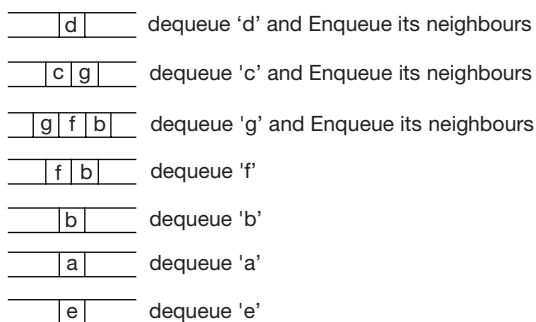 d dequeue ‘d’ and Enqueue its neighbours
c g dequeue 'c' and Enqueue its neighbours
g f b dequeue 'g' and Enqueue its neighbours
f b dequeue 'f’
b dequeue 'b’
a dequeue 'a’
e dequeue 'e’